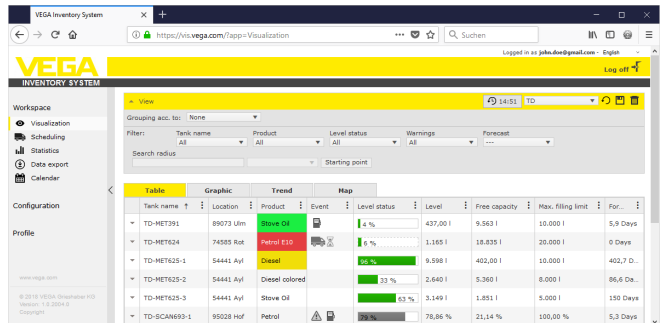 VEGA Inventory System
https://vis.vega.com/?app=Visualization
Suchen
Logged in as john.doe@gmail.com - English
VEGA
Log off
INVENTORY SYSTEM
View
14:51
TD
Workspace
Grouping acc. to: None
Visualization
Filter: Tank name Product Level status Warnings Forecast
Scheduling
All All All All ---
Statistics
Search radius
Data export
Starting point
Calendar
Table Graphic Trend Map
Configuration
Tank name Location Product Event Level status Level Free capacity Max. filling limit For...
TD-MET391 89073 Ulm Stove Oil 4 % 437,00 l 9.563 l 10.000 l 5,9 Days
Profile
TD-MET624 74585 Rot Petrol E10 6 % 1.165 l 18.835 l 20.000 l 0 Days
TD-MET625-1 54441 Ayl Diesel 96 % 9.598 l 402,00 l 10.000 l 402,7 D...
www.vega.com
TD-MET625-2 54441 Ayl Diesel colored 33 % 2.640 l 5.360 l 8.000 l 86,6 Da...
© 2018 VEGA Grieshaber KG
TD-MET625-3 54441 Ayl Stove Oil 63 % 3.149 l 1.851 l 5.000 l 150 Days
Copyright
TD-SCAN693-1 95028 Hof Petrol 79 % 78,86 % 21,14 % 100,00 % 5,3 Days